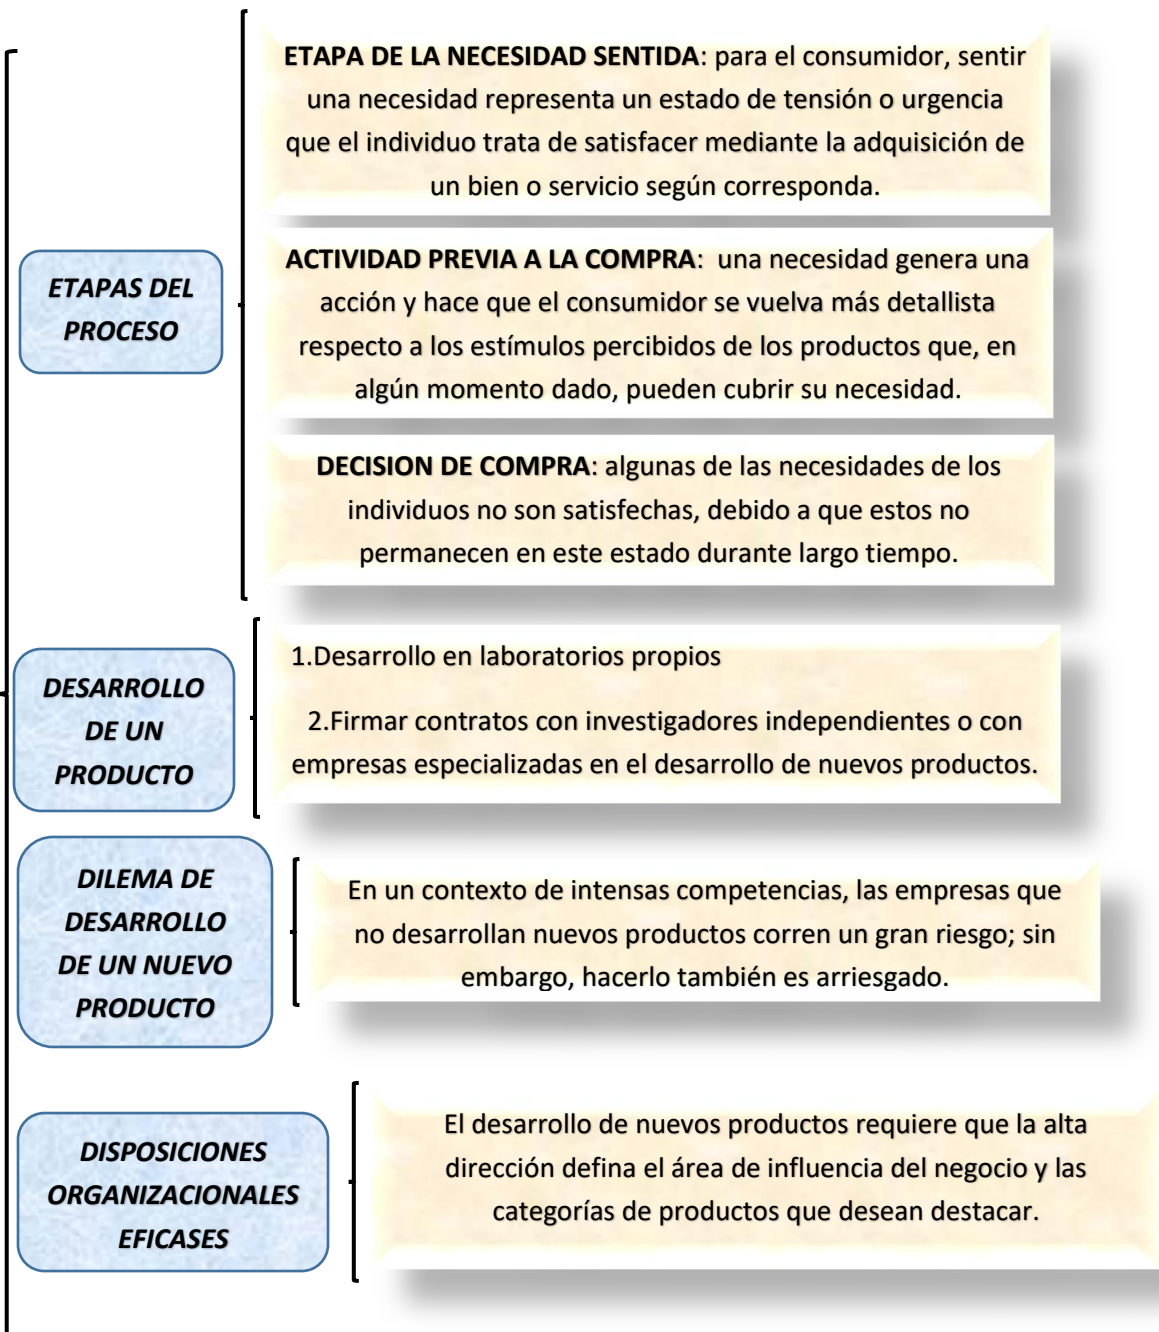 ETAPAS DEL
PROCESO
ETAPA DE LA NECESIDAD SENTIDA: para el consumidor, sentir
una necesidad representa un estado de tensión o urgencia
que el individuo trata de satisfacer mediante la adquisición de
un bien o servicio según corresponda.
ACTIVIDAD PREVIA A LA COMPRA: una necesidad genera una
acción y hace que el consumidor se vuelva más detallista
respecto a los estímulos percibidos de los productos que, en
algún momento dado, pueden cubrir su necesidad.
DECISION DE COMPRA: algunas de las necesidades de los
individuos no son satisfechas, debido a que estos no
permanecen en este estado durante largo tiempo.
DESARROLLO
DE UN
PRODUCTO
1.Desarrollo en laboratorios propios
2.Firmar contratos con investigadores independientes o con
empresas especializadas en el desarrollo de nuevos productos.
DILEMA DE
DESARROLLO
DE UN NUEVO
PRODUCTO
En un contexto de intensas competencias, las empresas que
no desarrollan nuevos productos corren un gran riesgo; sin
embargo, hacerlo también es arriesgado.
DISPOSICIONES
ORGANIZACIONALES
EFICASES
El desarrollo de nuevos productos requiere que la alta
dirección defina el área de influencia del negocio y las
categorías de productos que desean destacar.